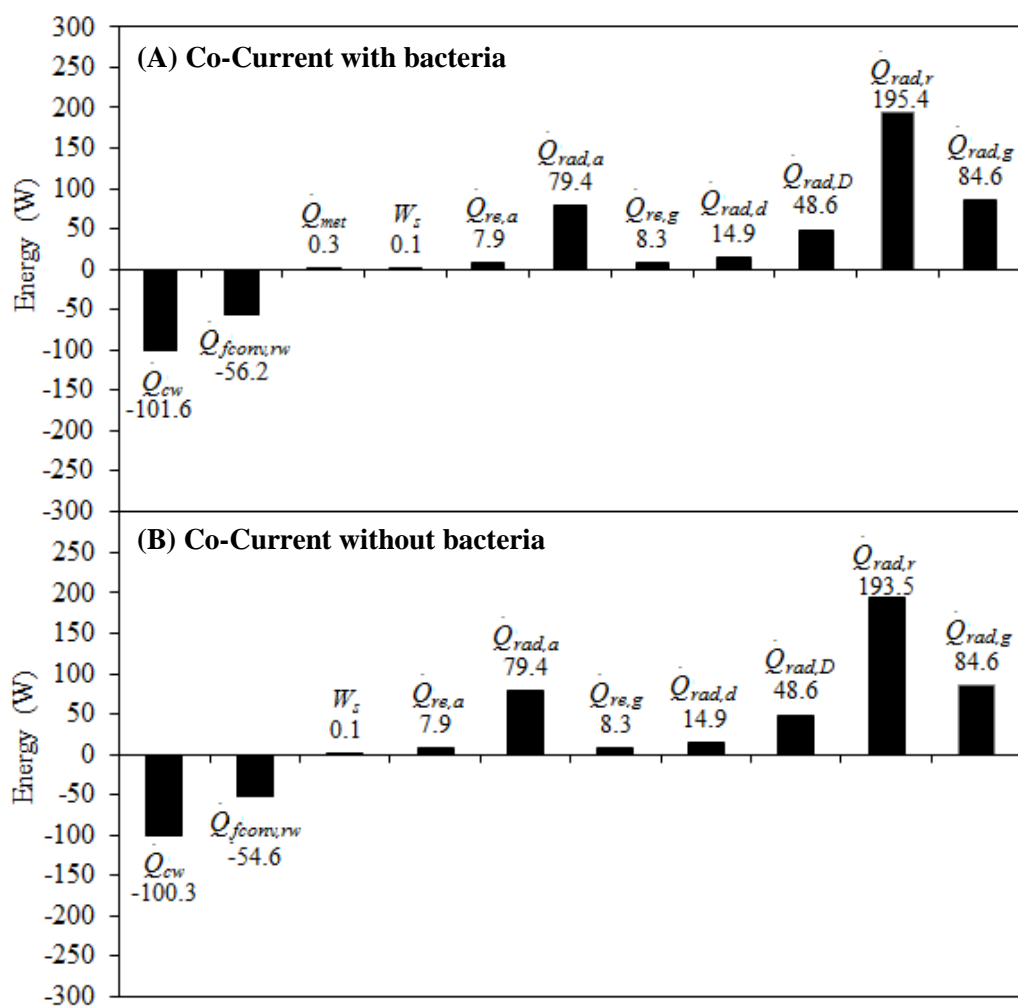 300
(A) Co-Current with bacteria
250
200
150
100
50
0
-50
-100
-150
-200
-250
-300
Energy (W)
Q̇cw
-101.6
Q̇fconv,rw
-56.2
Q̇met
0.3
Ws
0.1
Q̇re,a
7.9
Q̇rad,a
79.4
Q̇re,g
8.3
Q̇rad,d
14.9
Q̇rad,D
48.6
Q̇rad,r
195.4
Q̇rad,g
84.6
(B) Co-Current without bacteria
250
200
150
100
50
0
-50
-100
-150
-200
-250
-300
Energy (W)
Q̇cw
-100.3
Q̇fconv,rw
-54.6
Ws
0.1
Q̇re,a
7.9
Q̇rad,a
79.4
Q̇re,g
8.3
Q̇rad,d
14.9
Q̇rad,D
48.6
Q̇rad,r
193.5
Q̇rad,g
84.6